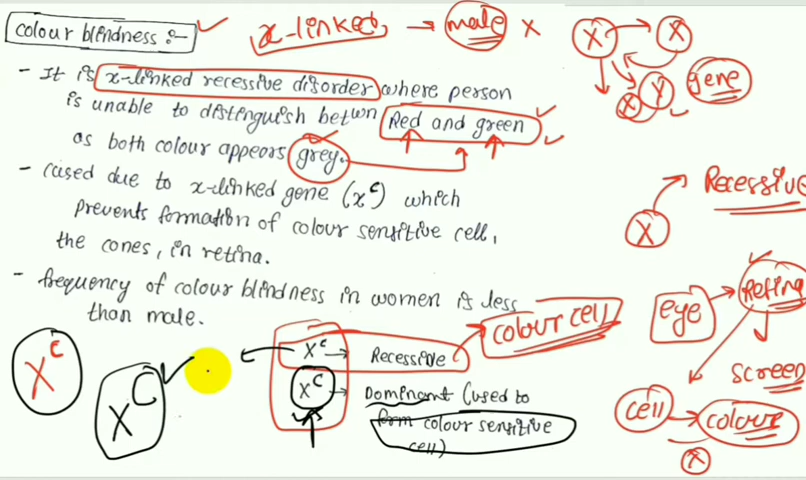 colour blindness :-
x-linked → male x
X X
X Y gene
- It is x-linked recessive disorder where person
is unable to distinguish betwn Red and green
as both colour appears grey.
- Cused due to x-linked gene (x^c) which
prevents formation of colour sensitive cell,
the cones, in retina.
- frequency of colour blindness in women is less
than male.
X → Recessive
eye → Retina
screen
cell → colour
X
X^c
X^C
x^c → Recessive → colour cell
x^C → Dominant (used to
form colour sensitive
cell)